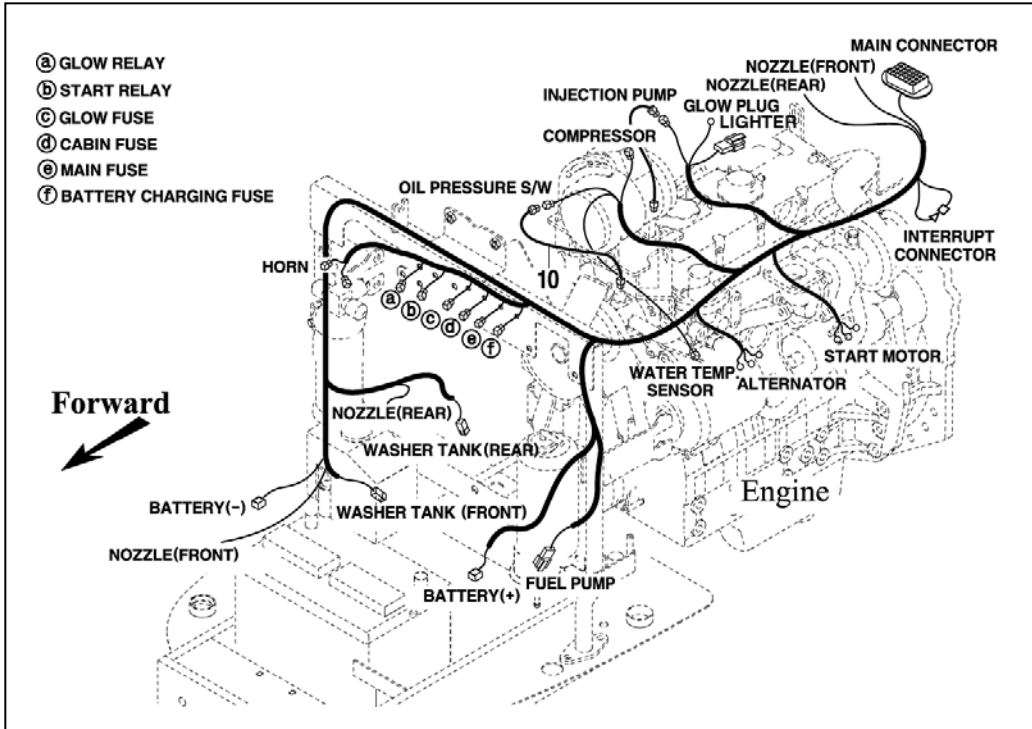 ⓐ GLOW RELAY
ⓑ START RELAY
ⓒ GLOW FUSE
ⓓ CABIN FUSE
ⓔ MAIN FUSE
ⓕ BATTERY CHARGING FUSE
MAIN CONNECTOR
NOZZLE(FRONT)
NOZZLE(REAR)
INJECTION PUMP
GLOW PLUG
LIGHTER
COMPRESSOR
OIL PRESSURE S/W
INTERRUPT
CONNECTOR
HORN
10
ⓐ
ⓑ
ⓒ
ⓓ
ⓔ
ⓕ
START MOTOR
WATER TEMP
SENSOR
ALTERNATOR
Forward
NOZZLE(REAR)
WASHER TANK(REAR)
Engine
BATTERY(−)
WASHER TANK (FRONT)
NOZZLE(FRONT)
FUEL PUMP
BATTERY(+)